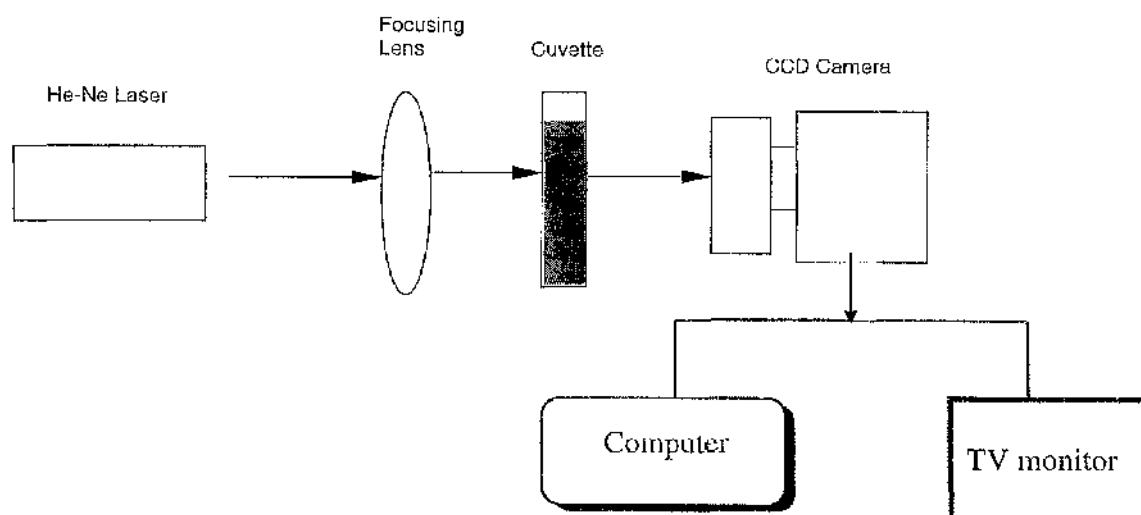 Focusing
Lens
Cuvette
CCD Camera
He-Ne Laser
Computer
TV monitor